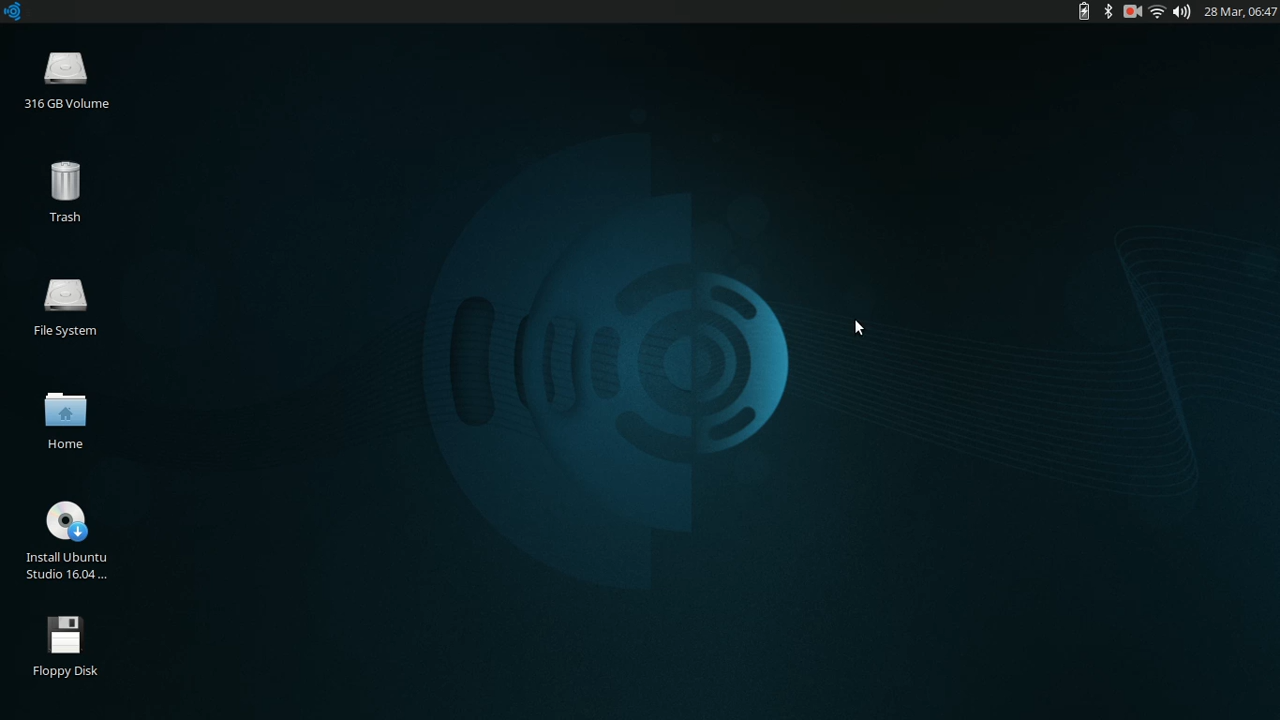 28 Mar, 06:47
316 GB Volume
Trash
File System
Home
Install Ubuntu
Studio 16.04 ...
Floppy Disk